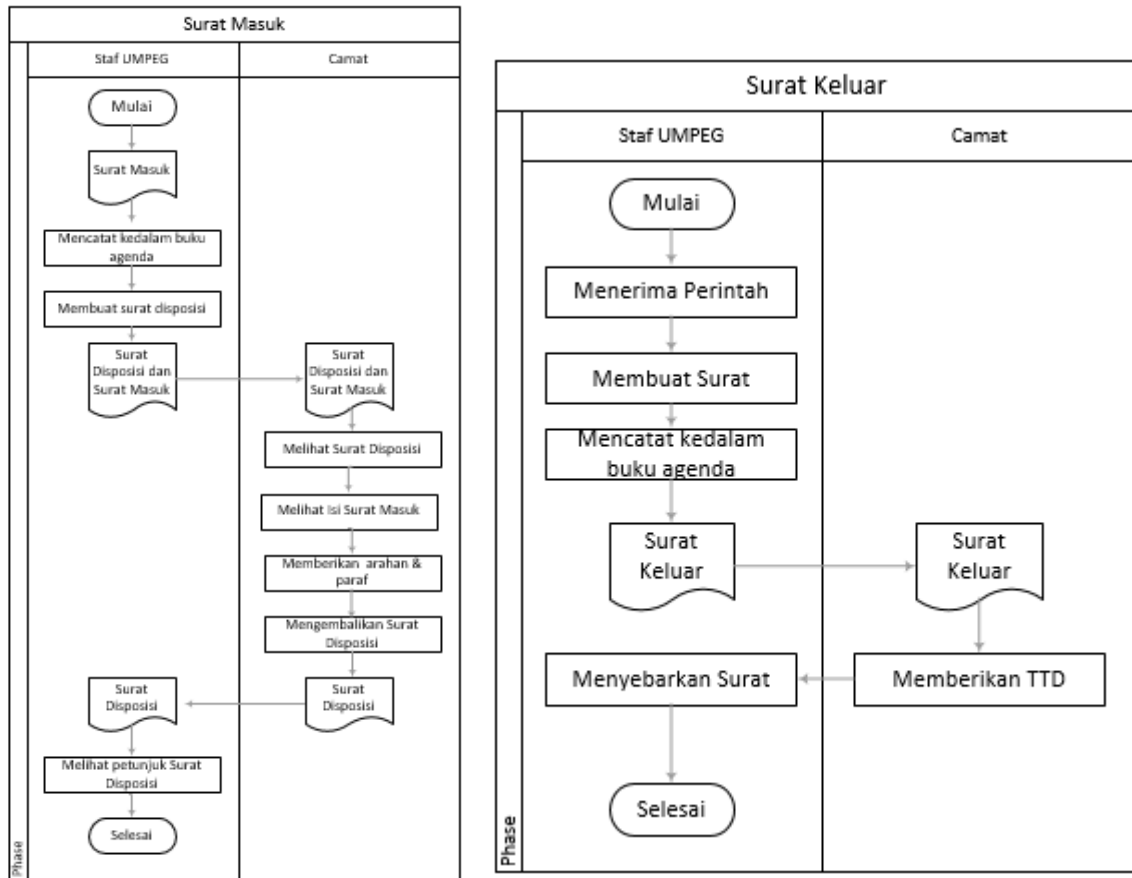 Surat Masuk
Staf UMPEG
Camat
Mulai
Surat Masuk
Mencatat kedalam buku
agenda
Membuat surat disposisi
Surat
Disposisi dan
Surat Masuk
Surat
Disposisi dan
Surat Masuk
Melihat Surat Disposisi
Melihat Isi Surat Masuk
Memberikan arahan &
paraf
Mengembalikan Surat
Disposisi
Surat
Disposisi
Surat
Disposisi
Melihat petunjuk Surat
Disposisi
Selesai
Phase
Surat Keluar
Staf UMPEG
Camat
Mulai
Menerima Perintah
Membuat Surat
Mencatat kedalam
buku agenda
Surat
Keluar
Surat
Keluar
Memberikan TTD
Menyebarkan Surat
Selesai
Phase